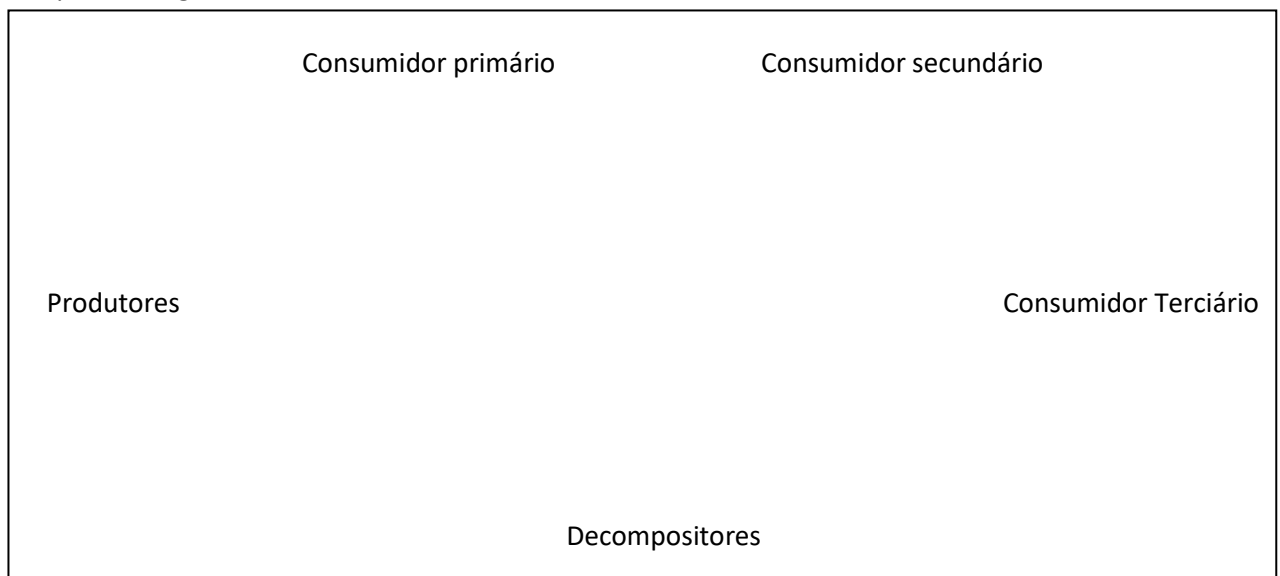 Consumidor primário Consumidor secundário
Produtores Consumidor Terciário
Decompositores